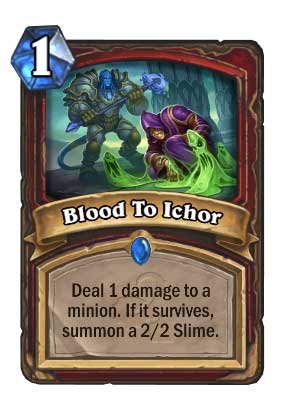 1
Blood To Ichor
Deal 1 damage to a
minion. If it survives,
summon a 2/2 Slime.